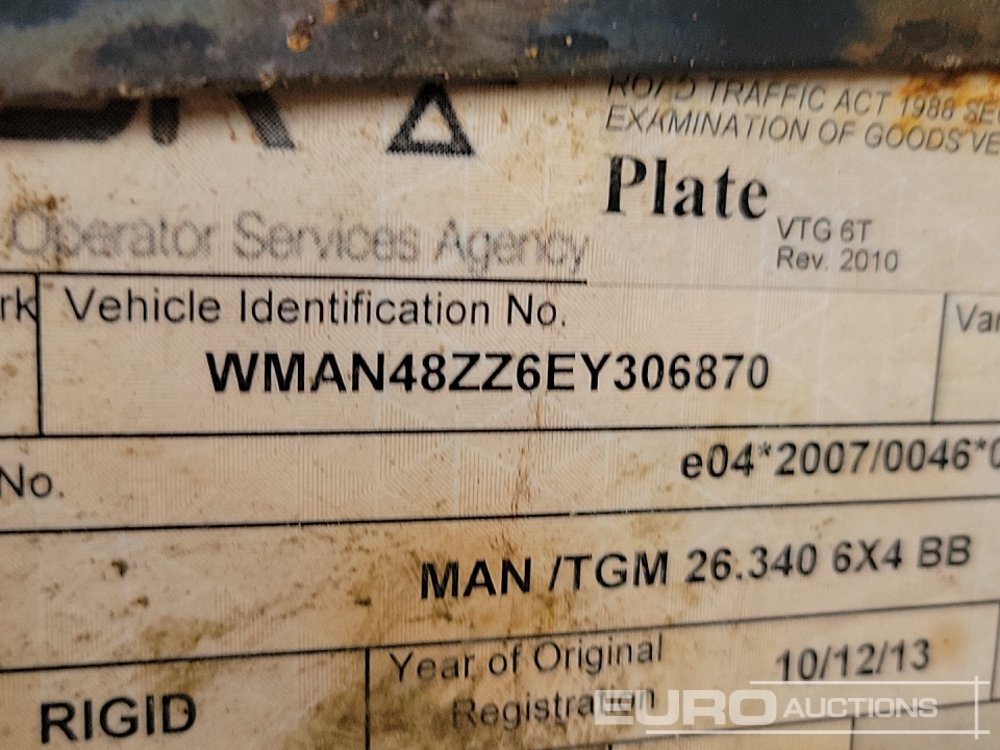 ROAD TRAFFIC ACT 1988 SE
EXAMINATION OF GOODS VE
Plate
VTG 6T
Rev. 2010
Operator Services Agency
rk
Vehicle Identification No.
Var
WMAN48ZZ6EY306870
No.
e04*2007/0046*0
MAN /TGM 26.340 6X4 BB
RIGID
Year of Original
Registration
10/12/13
EURO AUCTIONS